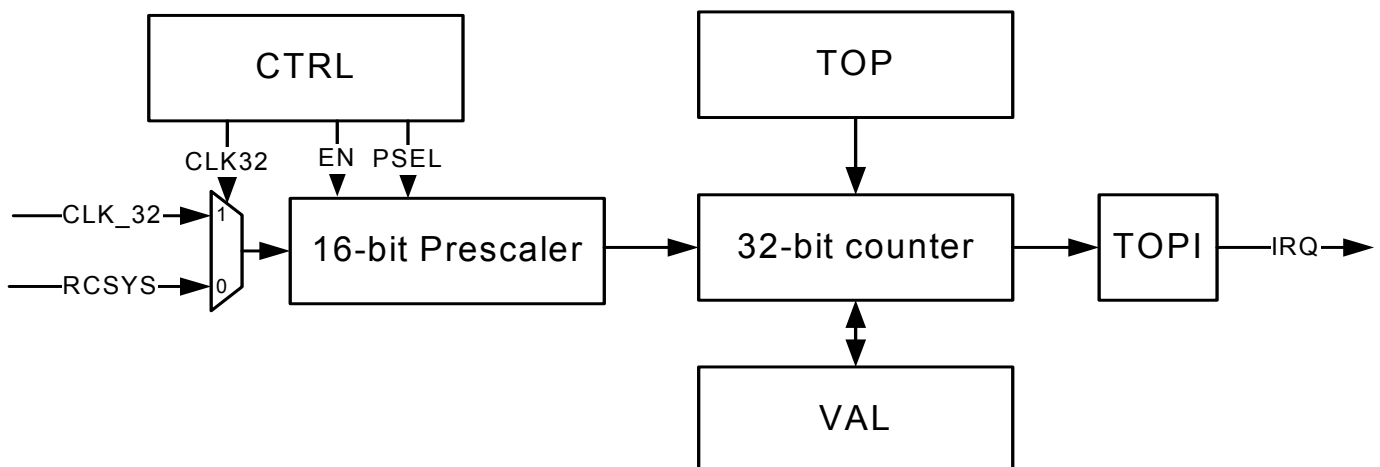 CTRL
TOP
CLK32
EN
PSEL
CLK_32
1
16-bit Prescaler
32-bit counter
TOPI
IRQ
RCSYS
0
VAL